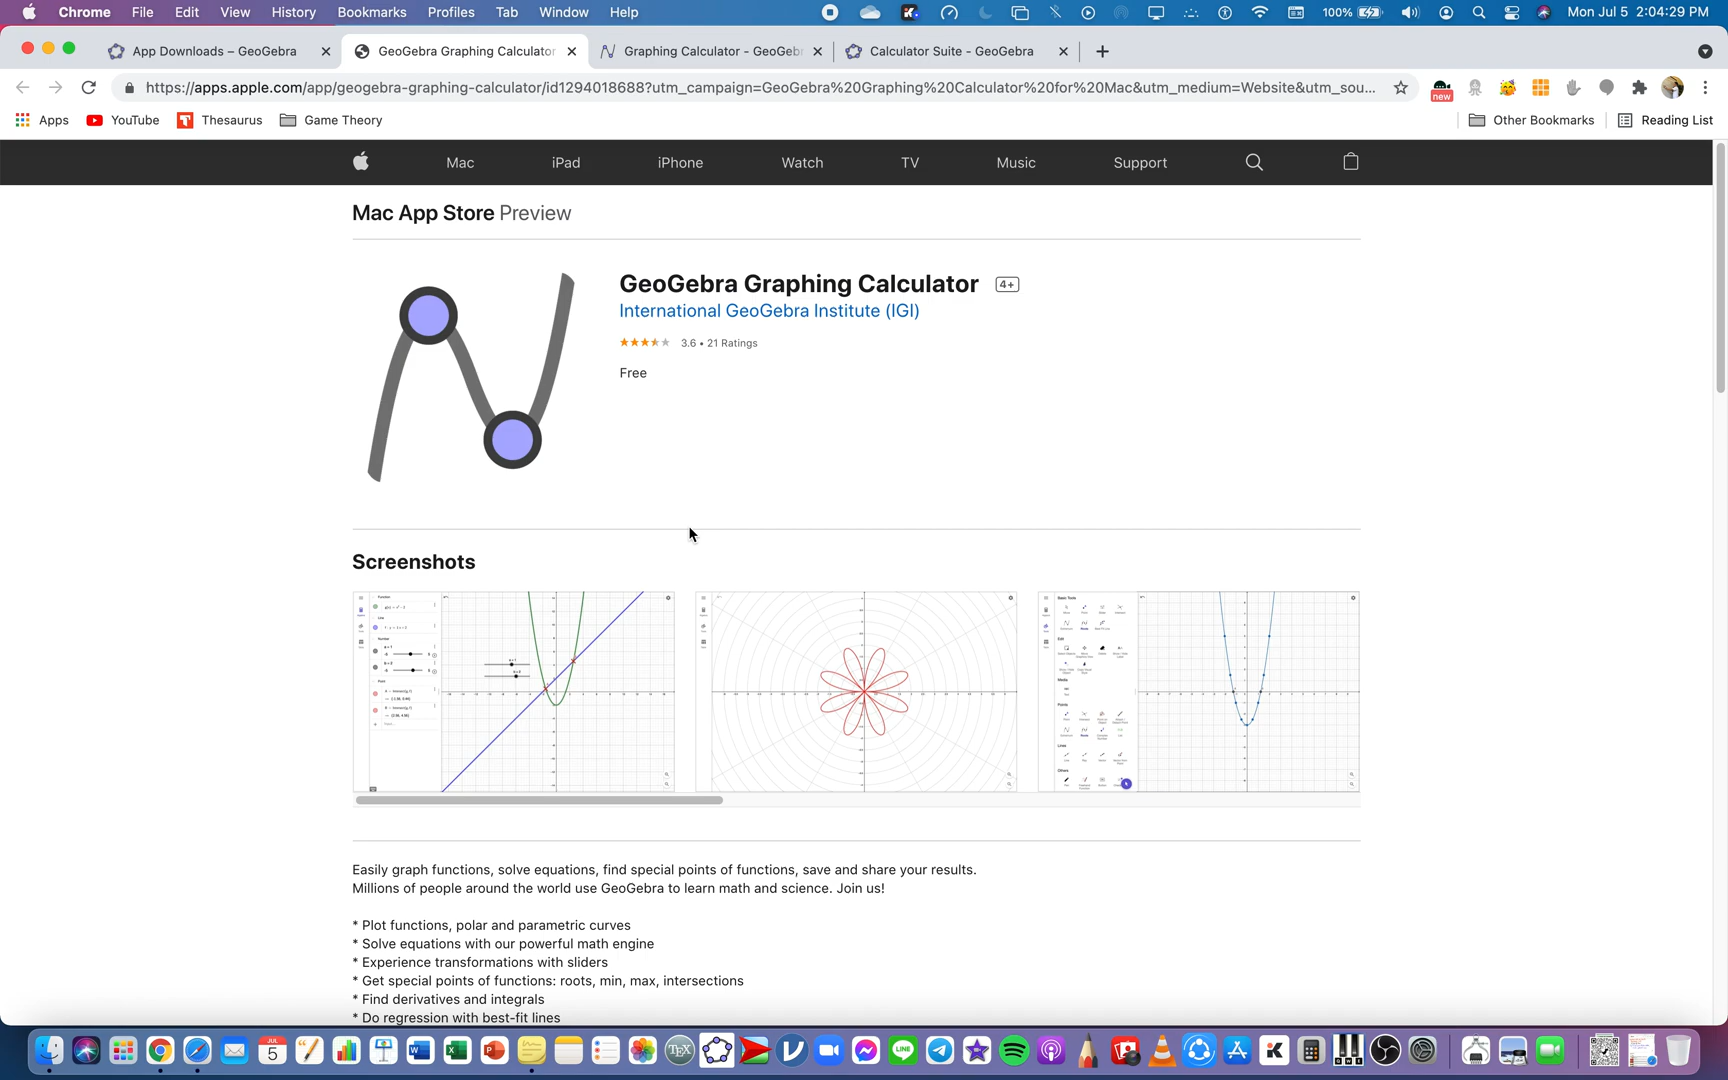 Chrome File Edit View History Bookmarks Profiles Tab Window Help 100% Mon Jul 5 2:04:29 PM
App Downloads – GeoGebra GeoGebra Graphing Calculator Graphing Calculator - GeoGeb Calculator Suite - GeoGebra
https://apps.apple.com/app/geogebra-graphing-calculator/id1294018688?utm_campaign=GeoGebra%20Graphing%20Calculator%20for%20Mac&utm_medium=Website&utm_sou... new
Apps YouTube Thesaurus Game Theory Other Bookmarks Reading List
Mac iPad iPhone Watch TV Music Support
Mac App Store Preview
GeoGebra Graphing Calculator 4+
International GeoGebra Institute (IGI)
3.6 • 21 Ratings
Free
Screenshots
Easily graph functions, solve equations, find special points of functions, save and share your results.
Millions of people around the world use GeoGebra to learn math and science. Join us!
* Plot functions, polar and parametric curves
* Solve equations with our powerful math engine
* Experience transformations with sliders
* Get special points of functions: roots, min, max, intersections
* Find derivatives and integrals
* Do regression with best-fit lines